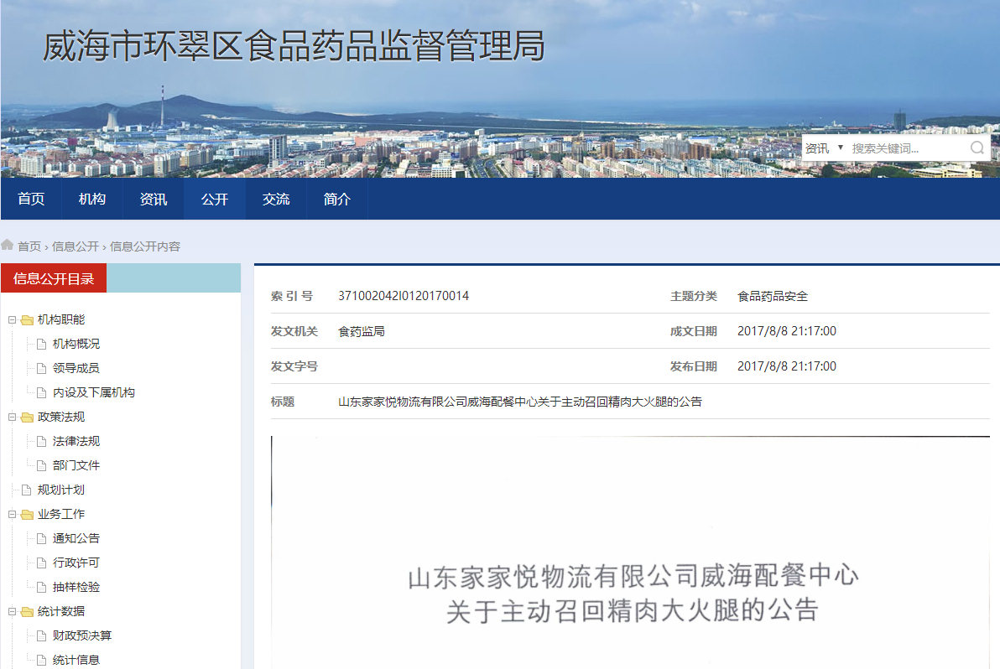 威海市环翠区食品药品监督管理局
资讯 ▼ 搜索关键词...
首页 机构 资讯 公开 交流 简介
首页 › 信息公开 › 信息公开内容
信息公开目录
机构职能
机构概况
领导成员
内设及下属机构
政策法规
法律法规
部门文件
规划计划
业务工作
通知公告
行政许可
抽样检验
统计数据
财政预决算
统计信息
索 引 号 371002042I0120170014 主题分类 食品药品安全
发文机关 食药监局 成文日期 2017/8/8 21:17:00
发文字号 发布日期 2017/8/8 21:17:00
标题 山东家家悦物流有限公司威海配餐中心关于主动召回精肉大火腿的公告
山东家家悦物流有限公司威海配餐中心
关于主动召回精肉大火腿的公告